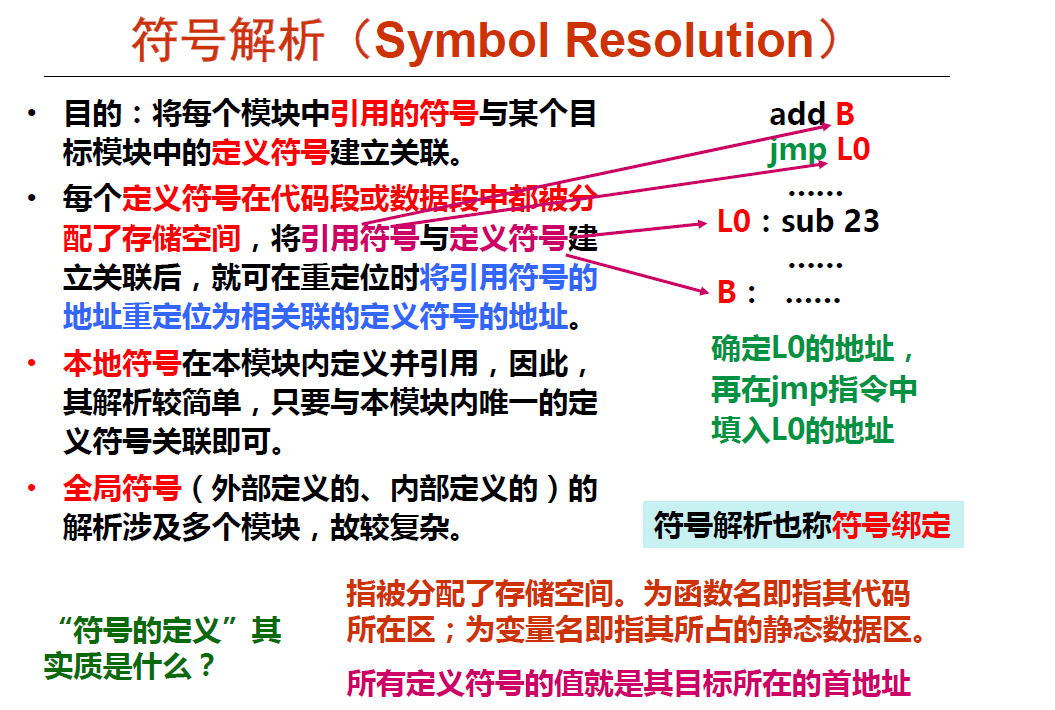 符号解析（Symbol Resolution）
• 目的：将每个模块中引用的符号与某个目
标模块中的定义符号建立关联。
• 每个定义符号在代码段或数据段中都被分
配了存储空间，将引用符号与定义符号建
立关联后，就可在重定位时将引用符号的
地址重定位为相关联的定义符号的地址。
• 本地符号在本模块内定义并引用，因此，
其解析较简单，只要与本模块内唯一的定
义符号关联即可。
• 全局符号（外部定义的、内部定义的）的
解析涉及多个模块，故较复杂。
add B
jmp L0
……
L0：sub 23
……
B： ……
确定L0的地址，
再在jmp指令中
填入L0的地址
符号解析也称符号绑定
“符号的定义”其
实质是什么？
指被分配了存储空间。为函数名即指其代码
所在区；为变量名即指其所占的静态数据区。
所有定义符号的值就是其目标所在的首地址